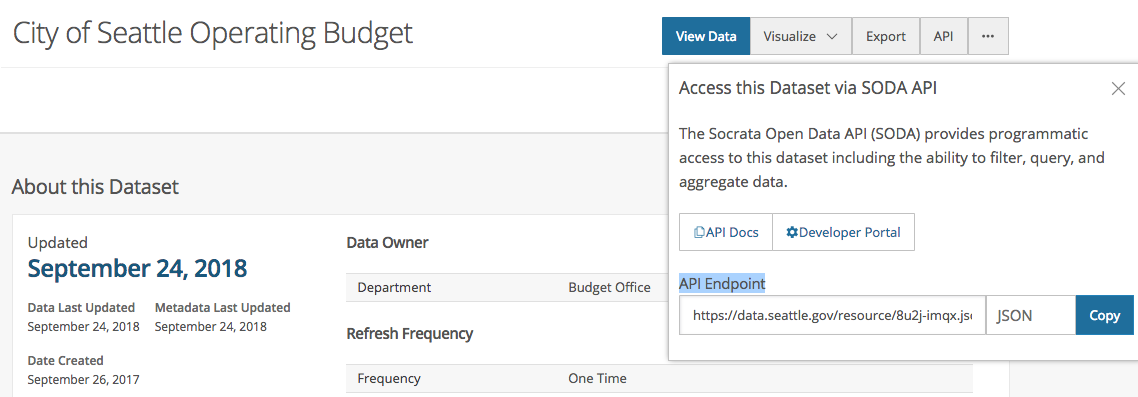 City of Seattle Operating Budget
View Data
Visualize
Export
API
Access this Dataset via SODA API
The Socrata Open Data API (SODA) provides programmatic
access to this dataset including the ability to filter, query, and
aggregate data.
API Docs
Developer Portal
API Endpoint
https://data.seattle.gov/resource/8u2j-imqx.jso
JSON
Copy
About this Dataset
Updated
September 24, 2018
Data Last Updated
Metadata Last Updated
September 24, 2018
September 24, 2018
Date Created
September 26, 2017
Data Owner
Department
Budget Office
Refresh Frequency
Frequency
One Time